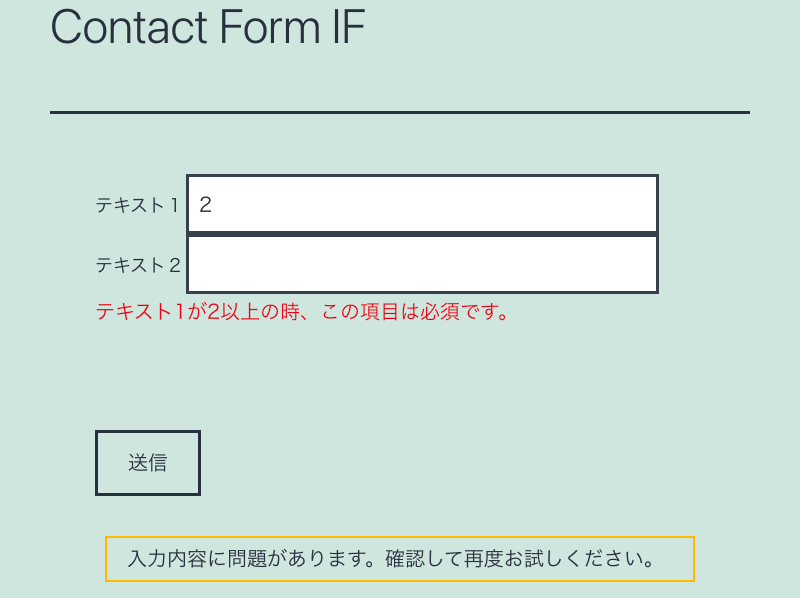 Contact Form IF
テキスト1
2
テキスト2
テキスト1が2以上の時、この項目は必須です。
送信
入力内容に問題があります。確認して再度お試しください。